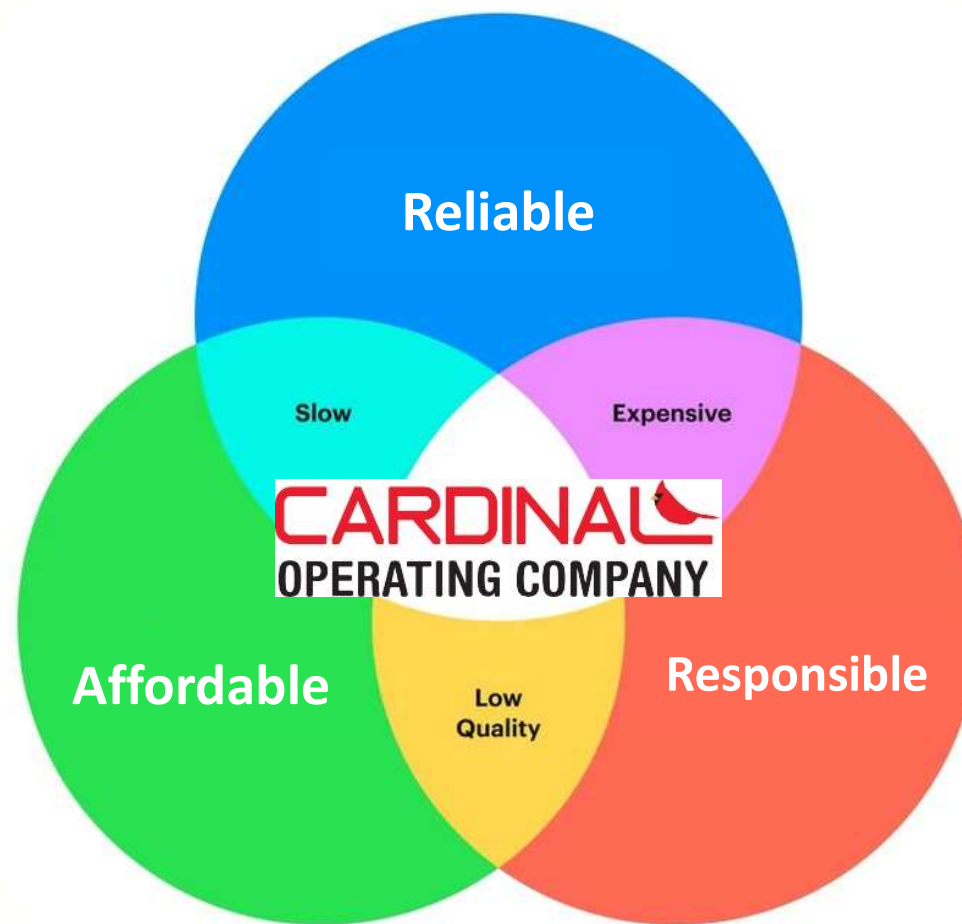 Reliable
Slow
Expensive
CARDINAL
OPERATING COMPANY
Affordable
Responsible
Low
Quality